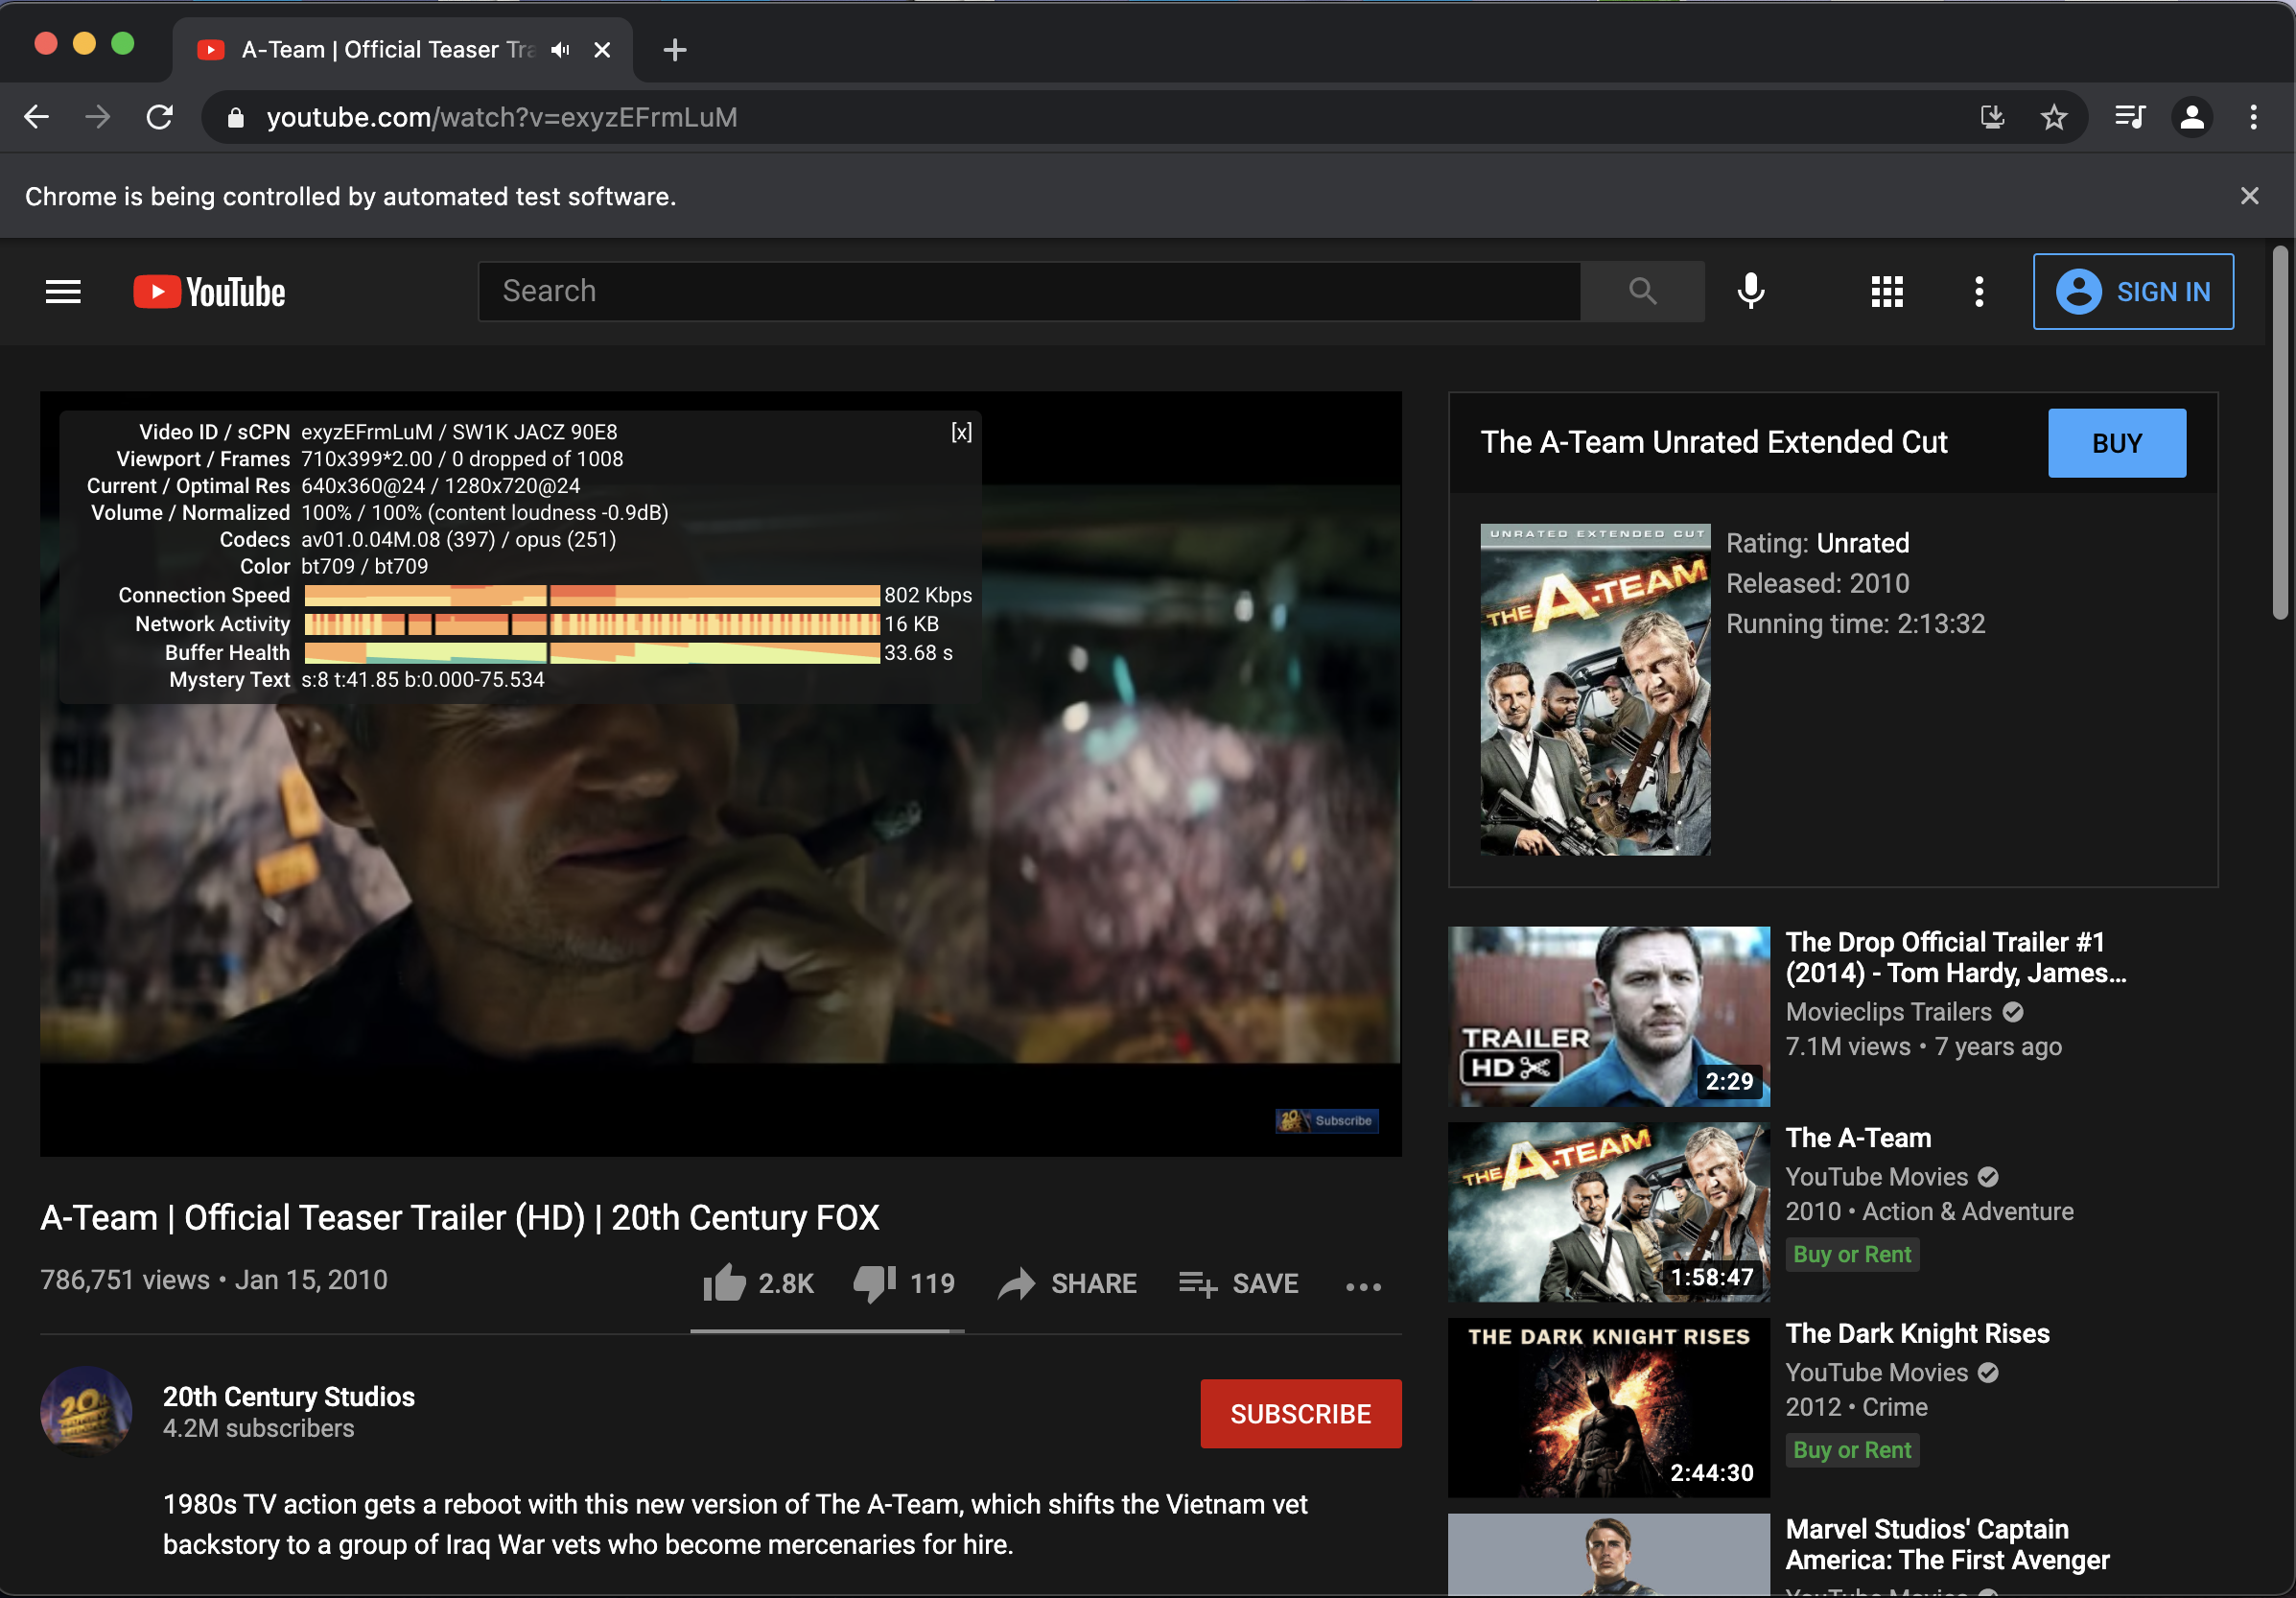 A-Team | Official Teaser Tra
youtube.com/watch?v=exyzEFrmLuM
Chrome is being controlled by automated test software.
YouTube
Search
SIGN IN
Video ID / sCPN exyzEFrmLuM / SW1K JACZ 90E8 [x]
Viewport / Frames 710x399*2.00 / 0 dropped of 1008
Current / Optimal Res 640x360@24 / 1280x720@24
Volume / Normalized 100% / 100% (content loudness -0.9dB)
Codecs av01.0.04M.08 (397) / opus (251)
Color bt709 / bt709
Connection Speed 802 Kbps
Network Activity 16 KB
Buffer Health 33.68 s
Mystery Text s:8 t:41.85 b:0.000-75.534
20
Subscribe
A-Team | Official Teaser Trailer (HD) | 20th Century FOX
786,751 views • Jan 15, 2010
2.8K 119 SHARE SAVE
20th Century Studios
4.2M subscribers
SUBSCRIBE
1980s TV action gets a reboot with this new version of The A-Team, which shifts the Vietnam vet
backstory to a group of Iraq War vets who become mercenaries for hire.
The A-Team Unrated Extended Cut
BUY
UNRATED EXTENDED CUT
THE A-TEAM
Rating: Unrated
Released: 2010
Running time: 2:13:32
TRAILER
HD
2:29
The Drop Official Trailer #1
(2014) - Tom Hardy, James...
Movieclips Trailers
7.1M views • 7 years ago
THE A-TEAM
1:58:47
The A-Team
YouTube Movies
2010 • Action & Adventure
Buy or Rent
THE DARK KNIGHT RISES
2:44:30
The Dark Knight Rises
YouTube Movies
2012 • Crime
Buy or Rent
Marvel Studios' Captain
America: The First Avenger
YouTube Movies